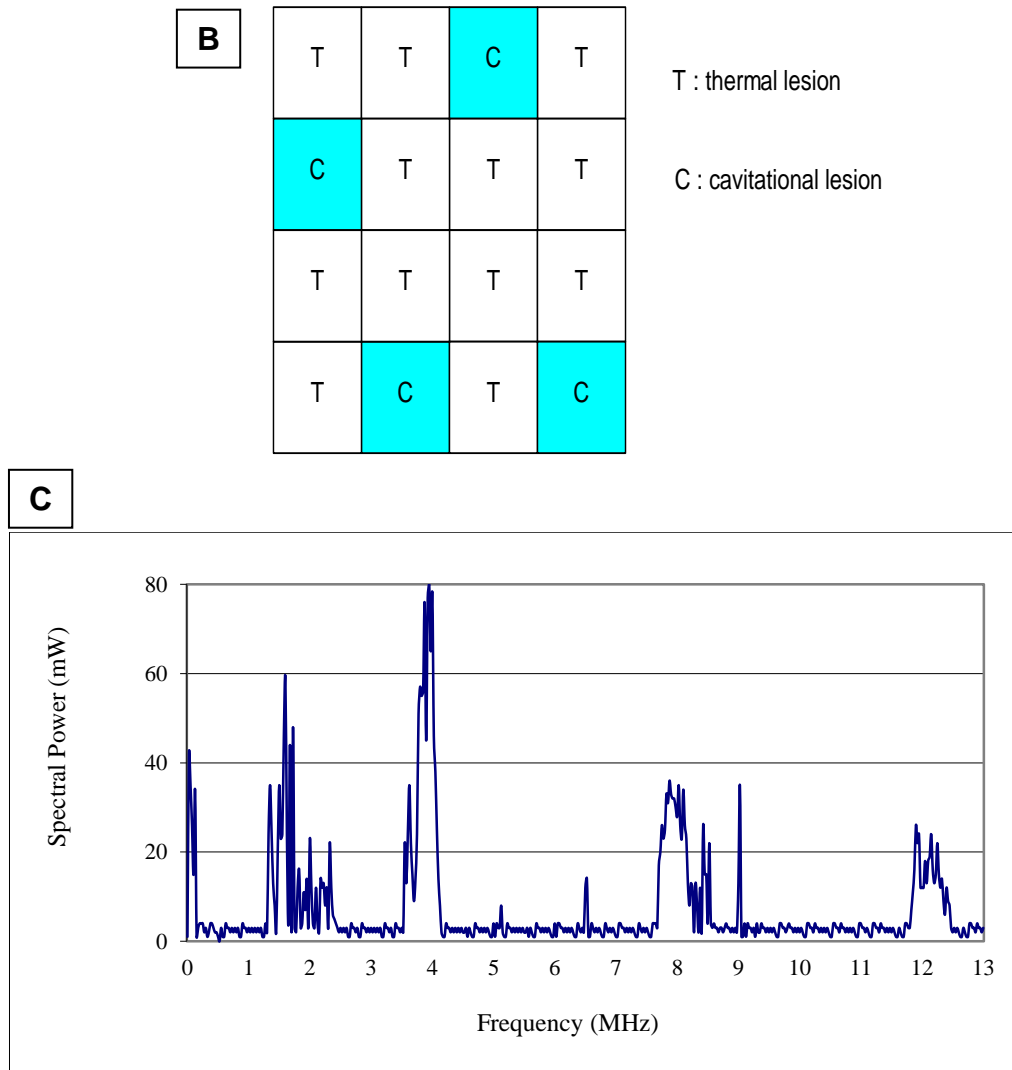 B
T T C T
T : thermal lesion
C T T T
C : cavitational lesion
T T T T
T C T C
C
80
60
40
20
0
Spectral Power (mW)
0 1 2 3 4 5 6 7 8 9 10 11 12 13
Frequency (MHz)